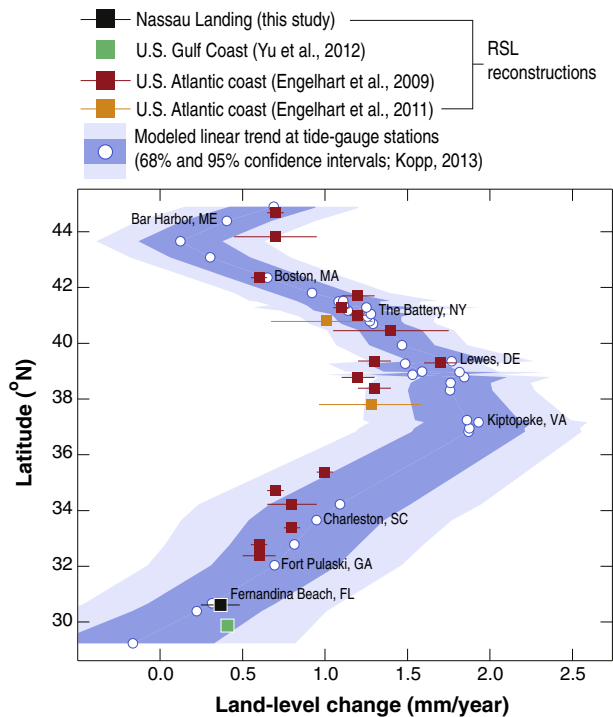 Nassau Landing (this study)
U.S. Gulf Coast (Yu et al., 2012)
U.S. Atlantic coast (Engelhart et al., 2009)
U.S. Atlantic coast (Engelhart et al., 2011)
RSL
reconstructions
Modeled linear trend at tide-gauge stations
(68% and 95% confidence intervals; Kopp, 2013)
Latitude (°N)
44
42
40
38
36
34
32
30
Bar Harbor, ME
Boston, MA
The Battery, NY
Lewes, DE
Kiptopeke, VA
Charleston, SC
Fort Pulaski, GA
Fernandina Beach, FL
0.0 0.5 1.0 1.5 2.0 2.5
Land-level change (mm/year)